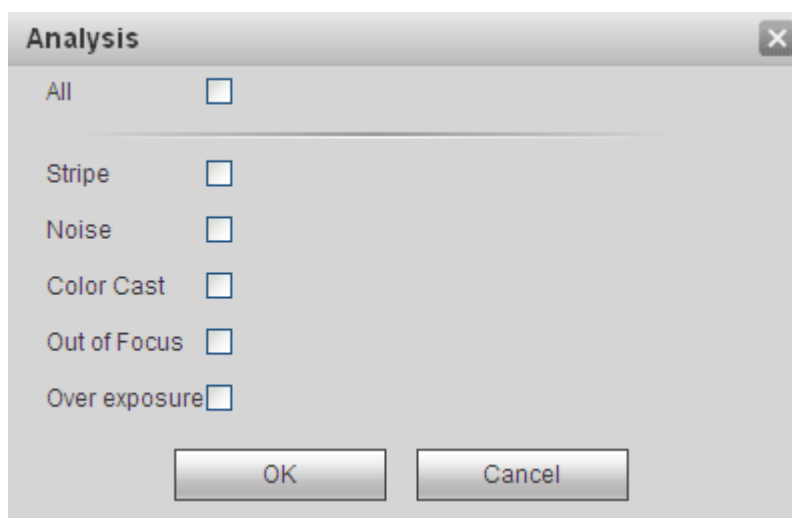 Analysis
All
Stripe
Noise
Color Cast
Out of Focus
Over exposure
OK
Cancel